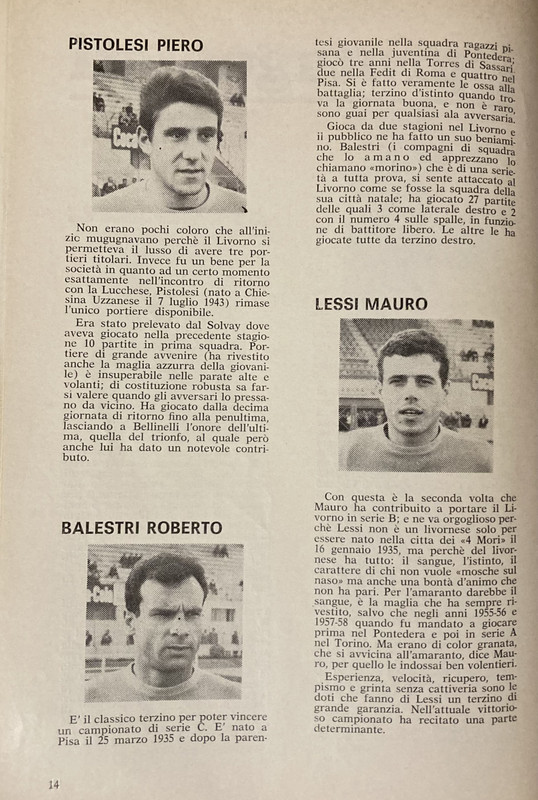 PISTOLESI PIERO
Non erano pochi coloro che all'ini-
zic mugugnavano perchè il Livorno si
permetteva il lusso di avere tre por-
tieri titolari. Invece fu un bene per la
società in quanto ad un certo momento
esattamente nell'incontro di ritorno
con la Lucchese, Pistolesi (nato a Chie-
sina Uzzanese il 7 luglio 1943) rimase
l'unico portiere disponibile.
Era stato prelevato dal Solvay dove
aveva giocato nella precedente stagio-
ne 10 partite in prima squadra. Por-
tiere di grande avvenire (ha rivestito
anche la maglia azzurra della giovani-
le) è insuperabile nelle parate alte e
volanti; di costituzione robusta sa far-
si valere quando gli avversari lo pressa-
no da vicino. Ha giocato dalla decima
giornata di ritorno fino alla penultima,
lasciando a Bellinelli l'onore dell'ulti-
ma, quella del trionfo, al quale però
anche lui ha dato un notevole contri-
buto.
BALESTRI ROBERTO
E' il classico terzino per poter vincere
un campionato di serie C. E' nato a
Pisa il 25 marzo 1935 e dopo la paren-
tesi giovanile nella squadra ragazzi pi-
sana e nella juventina di Pontedera;
giocò tre anni nella Torres di Sassari
due nella Fedit di Roma e quattro nel
Pisa. Si è fatto veramente le ossa alla
battaglia; terzino d'istinto quando tro-
va la giornata buona, e non è raro,
sono guai per qualsiasi ala avversaria.
Gioca da due stagioni nel Livorno e
ii pubblico ne ha fatto un suo beniami-
no. Balestri (i compagni di squadra
che lo amano ed apprezzano lo
chiamano «morino») che è di una serie-
tà a tutta prova, si sente attaccato al
Livorno come se fosse la squadra della
sua città natale; ha giocato 27 partite
delle quali 3 come laterale destro e 2
con il numero 4 sulle spalle, in funzio-
ne di battitore libero. Le altre le ha
giocate tutte da terzino destro.
LESSI MAURO
Con questa è la seconda volta che
Mauro ha contribuito a portare il Li-
vorno in serie B; e ne va orgoglioso per-
chè Lessi non è un livornese solo per
essere nato nella citta dei «4 Mori» il
16 gennaio 1935, ma perchè del livor-
nese ha tutto: il sangue, l'istinto, il
carattere di chi non vuole «mosche sul
naso» ma anche una bontà d'animo che
non ha pari. Per l'amaranto darebbe il
sangue, è la maglia che ha sempre ri-
vestito, salvo che negli anni 1955-56 e
1957-58 quando fu mandato a giocare
prima nel Pontedera e poi in serie A
nel Torino. Ma erano di color granata,
che si avvicina all'amaranto, dice Mau-
ro, per quello le indossai ben volentieri.
Esperienza, velocità, ricupero, tem-
pismo e grinta senza cattiveria sono le
doti che fanno di Lessi un terzino di
grande garanzia. Nell'attuale vittorio-
so campionato ha recitato una parte
determinante.
14